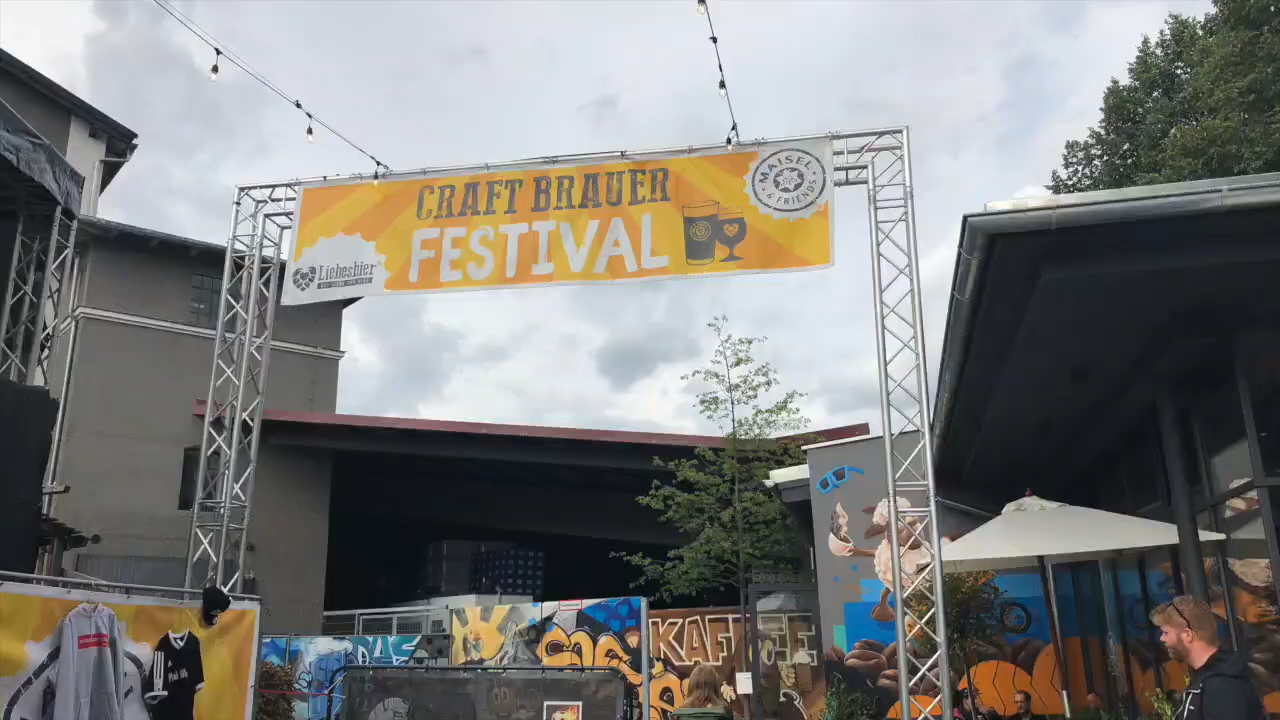 CRAFT BRAUER
FESTIVAL
MAISEL
& FRIENDS
Liebesbier
KAFFEE